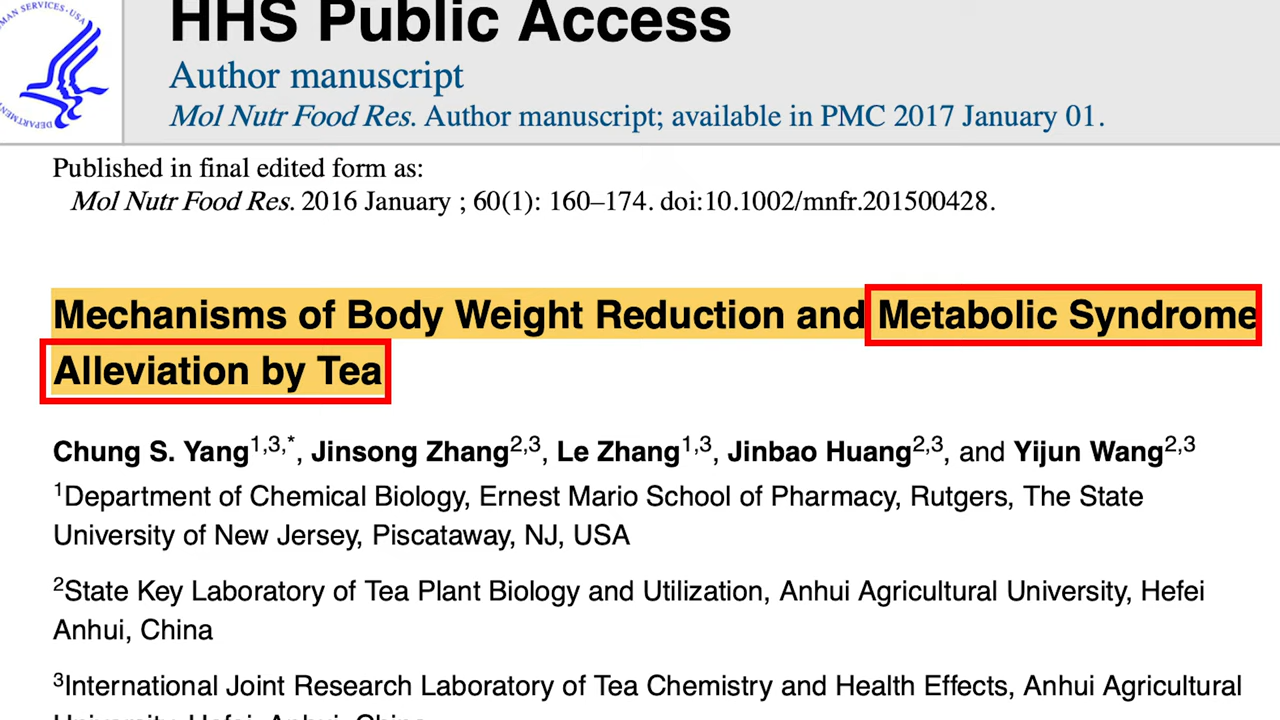 HHS Public Access
Author manuscript
Mol Nutr Food Res. Author manuscript; available in PMC 2017 January 01.
Published in final edited form as:
Mol Nutr Food Res. 2016 January ; 60(1): 160–174. doi:10.1002/mnfr.201500428.
Mechanisms of Body Weight Reduction and Metabolic Syndrome
Alleviation by Tea
Chung S. Yang1,3,*, Jinsong Zhang2,3, Le Zhang1,3, Jinbao Huang2,3, and Yijun Wang2,3
1Department of Chemical Biology, Ernest Mario School of Pharmacy, Rutgers, The State
University of New Jersey, Piscataway, NJ, USA
2State Key Laboratory of Tea Plant Biology and Utilization, Anhui Agricultural University, Hefei
Anhui, China
3International Joint Research Laboratory of Tea Chemistry and Health Effects, Anhui Agricultural
University, Hefei, Anhui, China